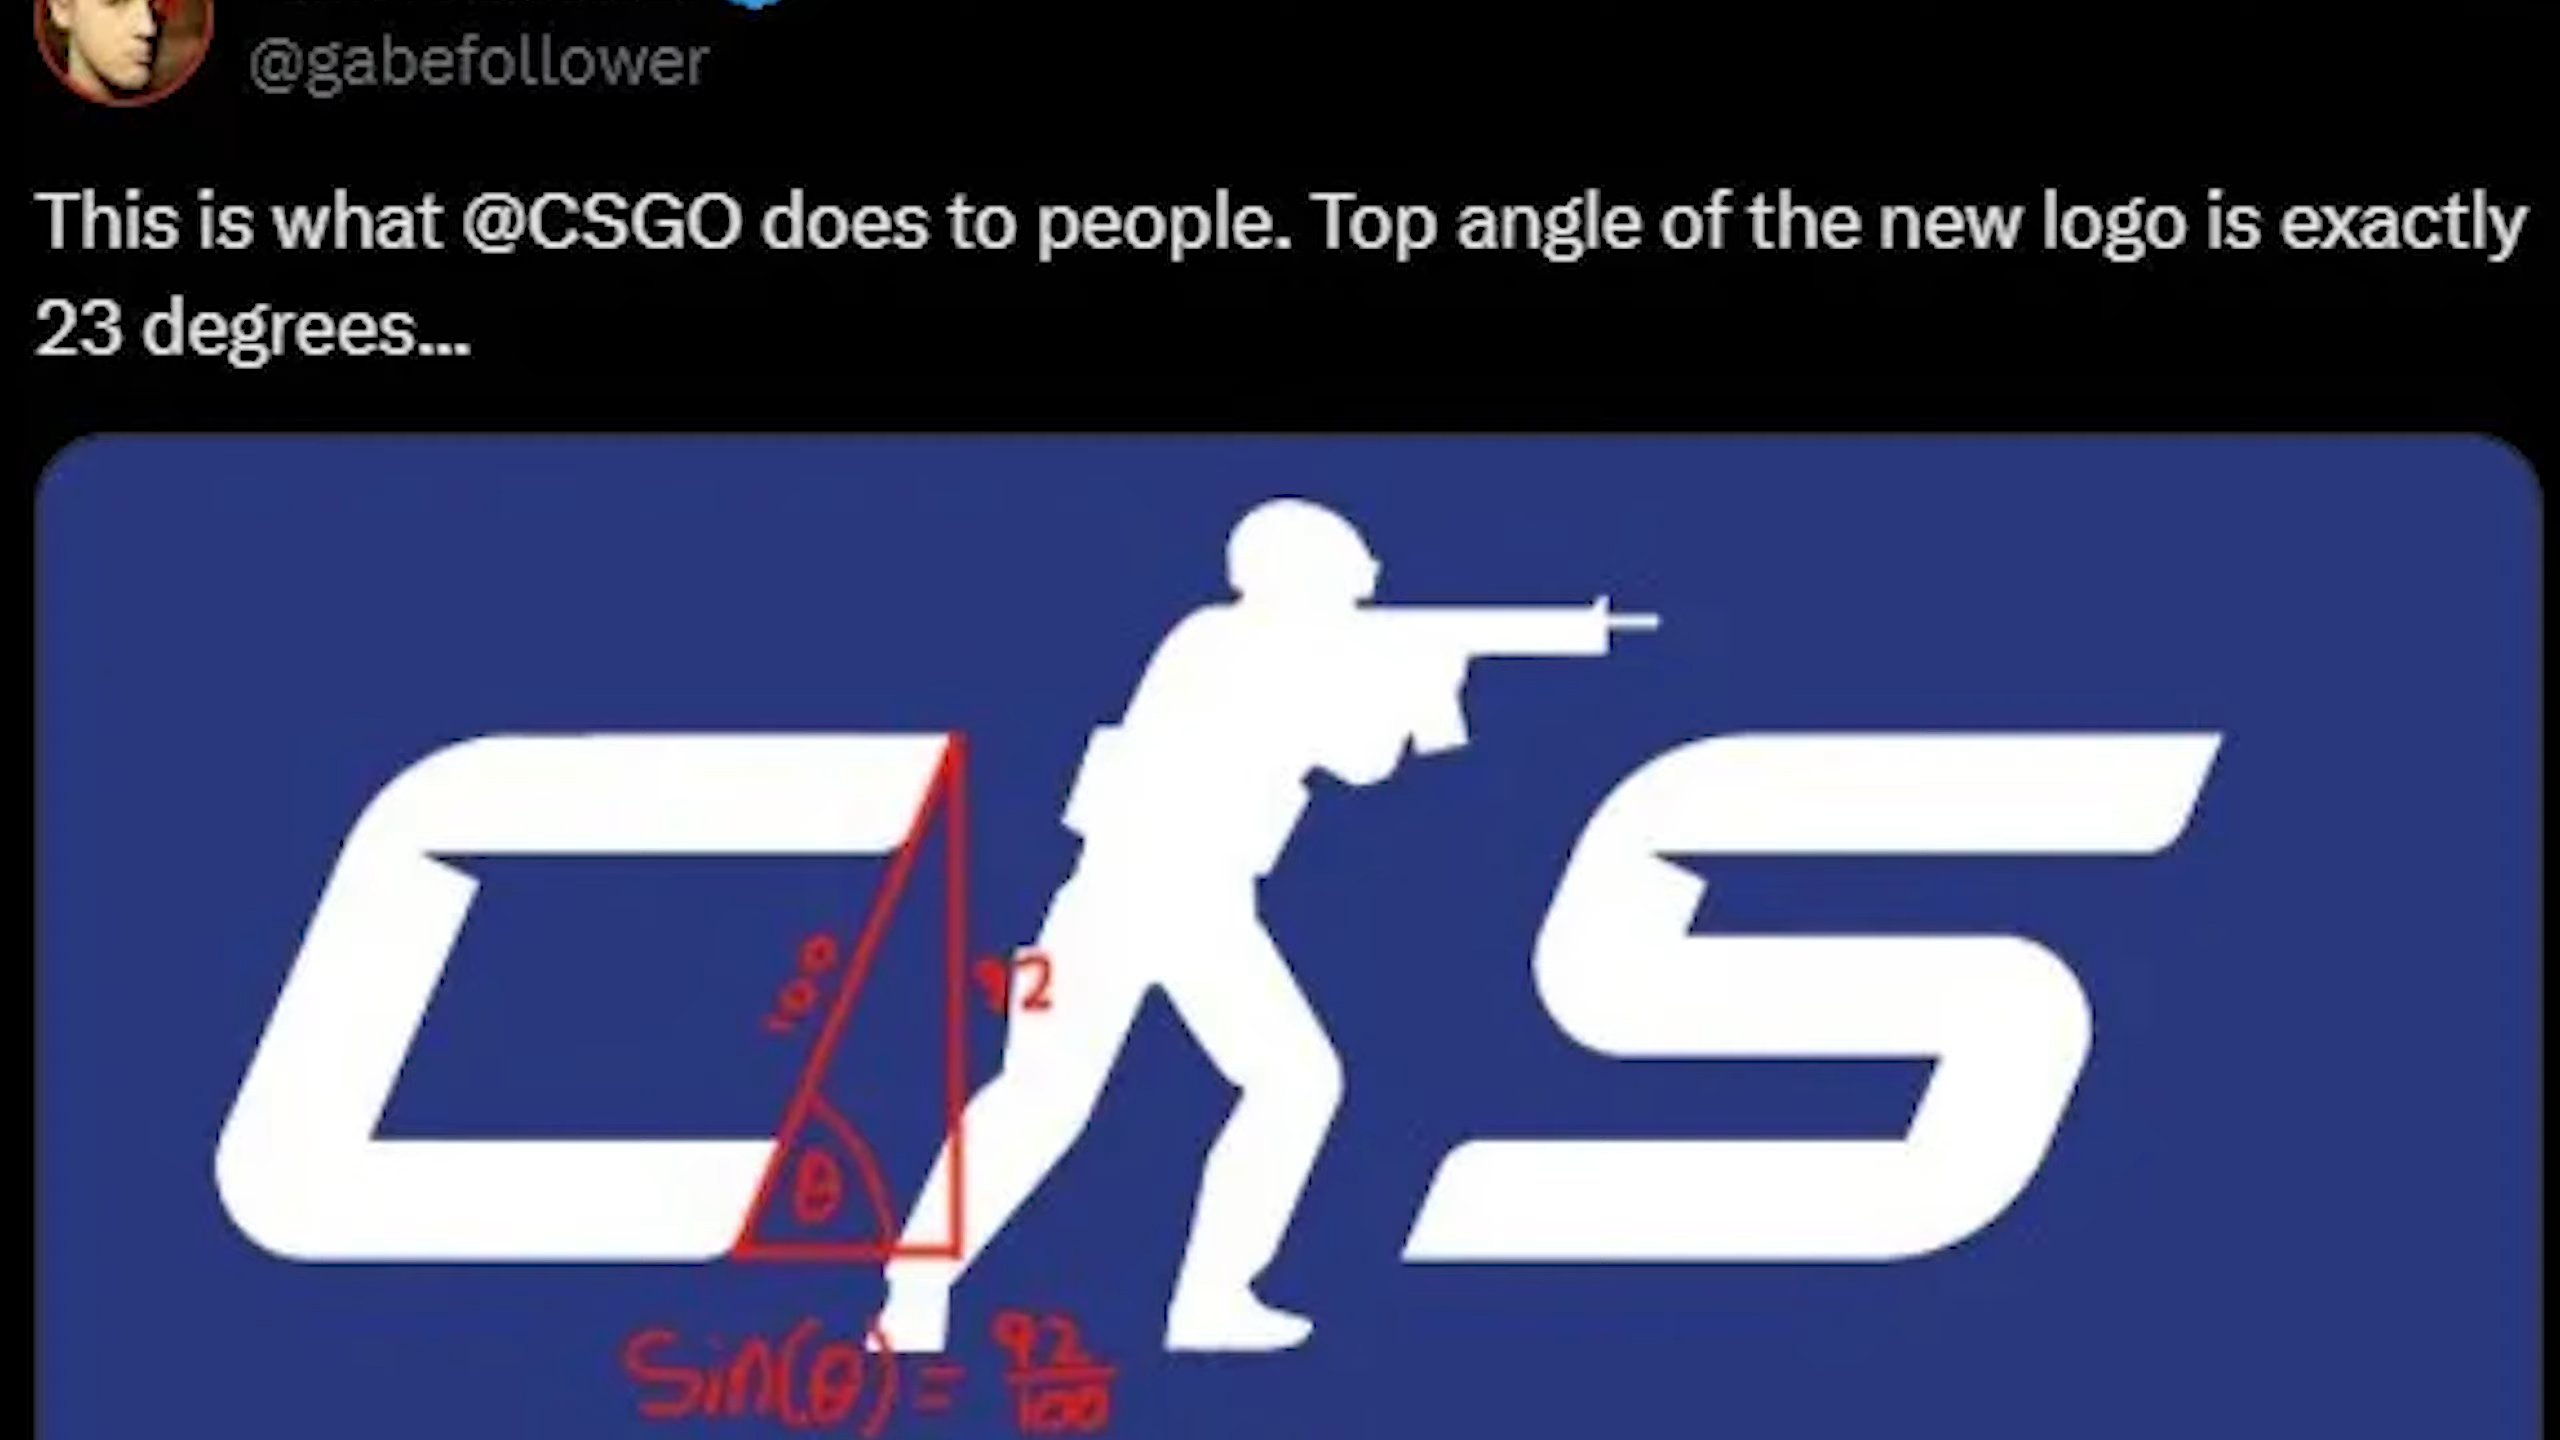 @gabefollower
This is what @CSGO does to people. Top angle of the new logo is exactly
23 degrees...
C S
100
92
θ
Sin(θ) = 92/100